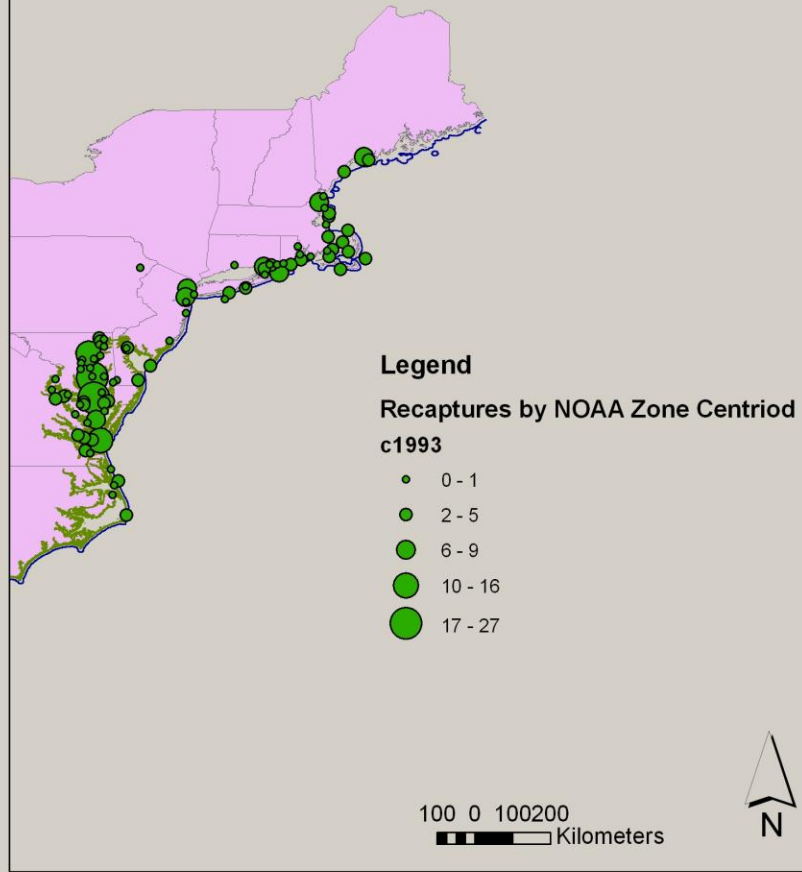 Legend
Recaptures by NOAA Zone Centriod
c1993
0 - 1
2 - 5
6 - 9
10 - 16
17 - 27
100 0 100200
Kilometers
N